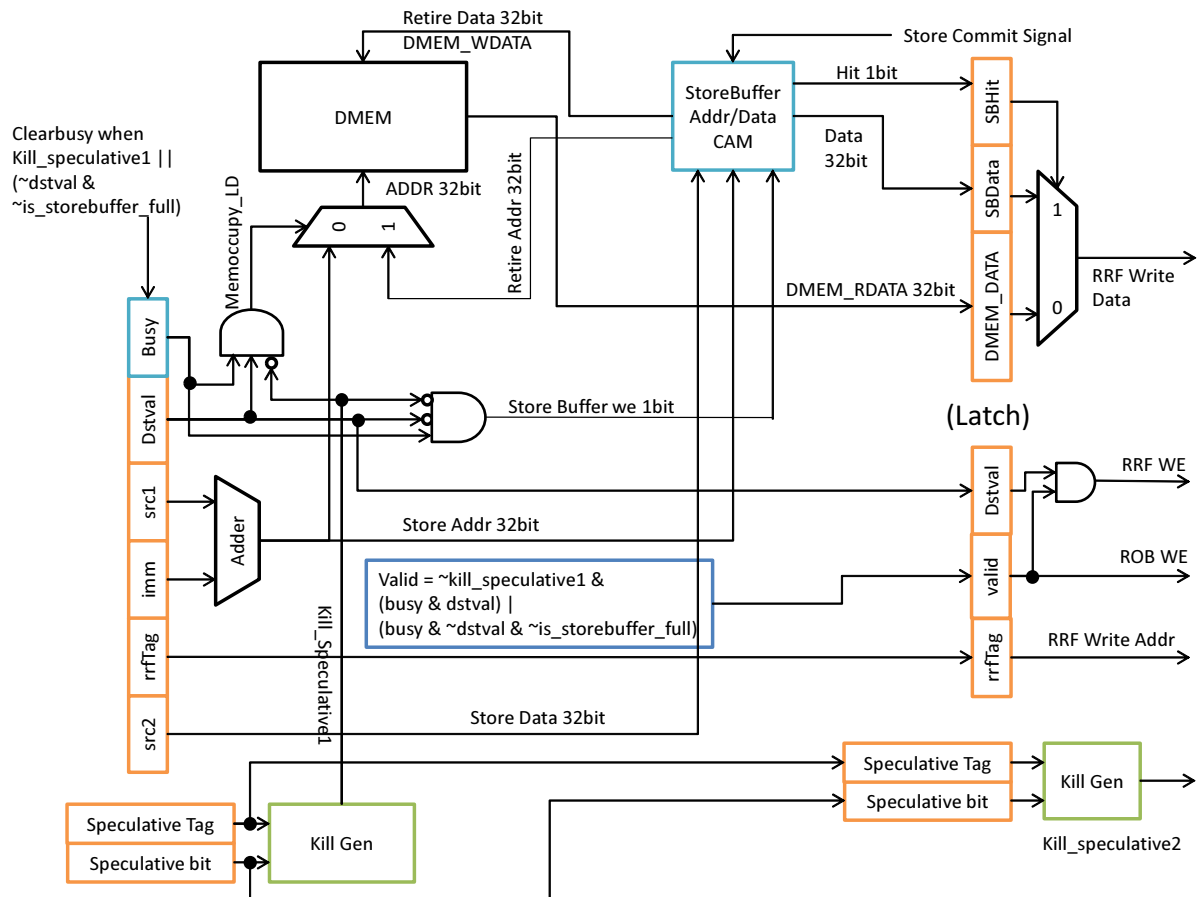 Retire Data 32bit
DMEM_WDATA
Store Commit Signal
Hit 1bit
StoreBuffer
Addr/Data
CAM
SBHit
DMEM
Data
32bit
Clearbusy when
Kill_speculative1 ||
(~dstval &
~is_storebuffer_full)
ADDR 32bit
Retire Addr 32bit
SBData
Memoccupy_LD
0
1
1
0
RRF Write
Data
DMEM_RDATA 32bit
DMEM_DATA
Busy
Dstval
Store Buffer we 1bit
(Latch)
src1
Adder
Store Addr 32bit
Dstval
RRF WE
imm
Valid = ~kill_speculative1 &
(busy & dstval) |
(busy & ~dstval & ~is_storebuffer_full)
valid
ROB WE
Kill_Speculative1
rrfTag
rrfTag
RRF Write Addr
src2
Store Data 32bit
Speculative Tag
Speculative bit
Kill Gen
Kill_speculative2
Speculative Tag
Speculative bit
Kill Gen